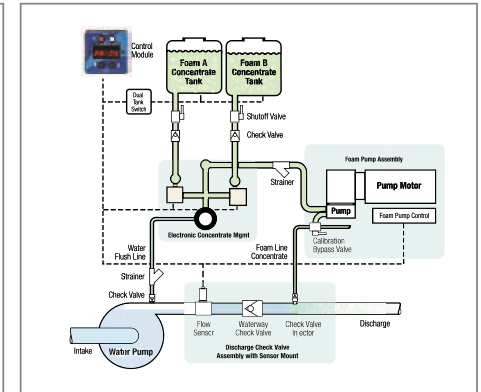 Control
Module
Foam A
Concentrate
Tank
Foam B
Concentrate
Tank
Dual
Tank
Switch
Shutoff Valve
Check Valve
Foam Pump Assembly
Strainer
Pump Motor
Pump
Foam Pump Control
Electronic Concentrate Mgmt
Water
Flush Line
Foam Line
Concentrate
Calibration
Bypass Valve
Strainer
Check Valve
Flow
Sensor
Waterway
Check Valve
Check Valve
In ector
Discharge
Intake
Water Pump
Discharge Check Valve
Assembly with Sensor Mount